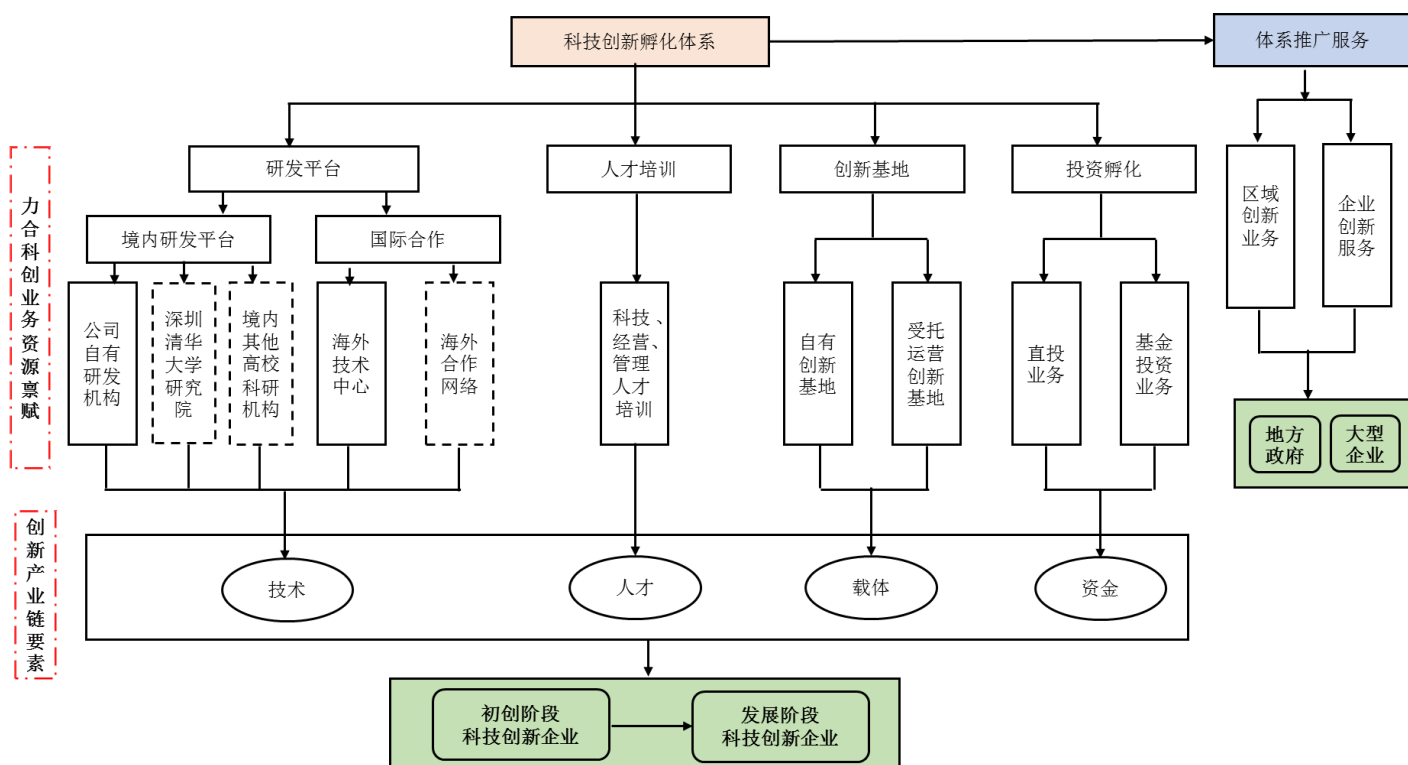 科技创新孵化体系
体系推广服务
力合科创业务资源禀赋
研发平台
人才培训
创新基地
投资孵化
境内研发平台
国际合作
区域
创新
业务
企业
创新
服务
公司
自有
研发
机构
深圳
清华
大学
研究
院
境内
其他
高校
科研
机构
海外
技术
中心
海外
合作
网络
科技、
经营、
管理
人才
培训
自有
创新
基地
受托
运营
创新
基地
直投
业务
基金
投资
业务
地方
政府
大型
企业
创新产业链要素
技术
人才
载体
资金
初创阶段
科技创新企业
发展阶段
科技创新企业